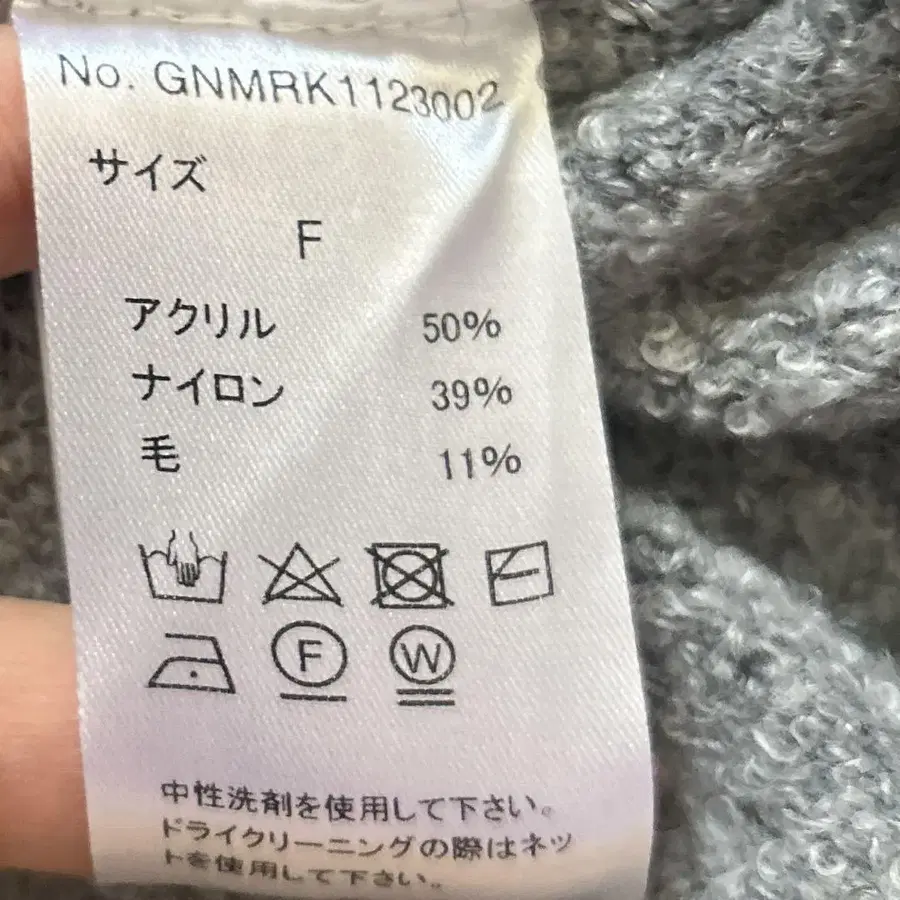 No. GNMRK1123002
サイズ
F
アクリル 50%
ナイロン 39%
毛 11%
F W
中性洗剤を使用して下さい。
ドライクリーニングの際はネッ
トを使用して下さい。